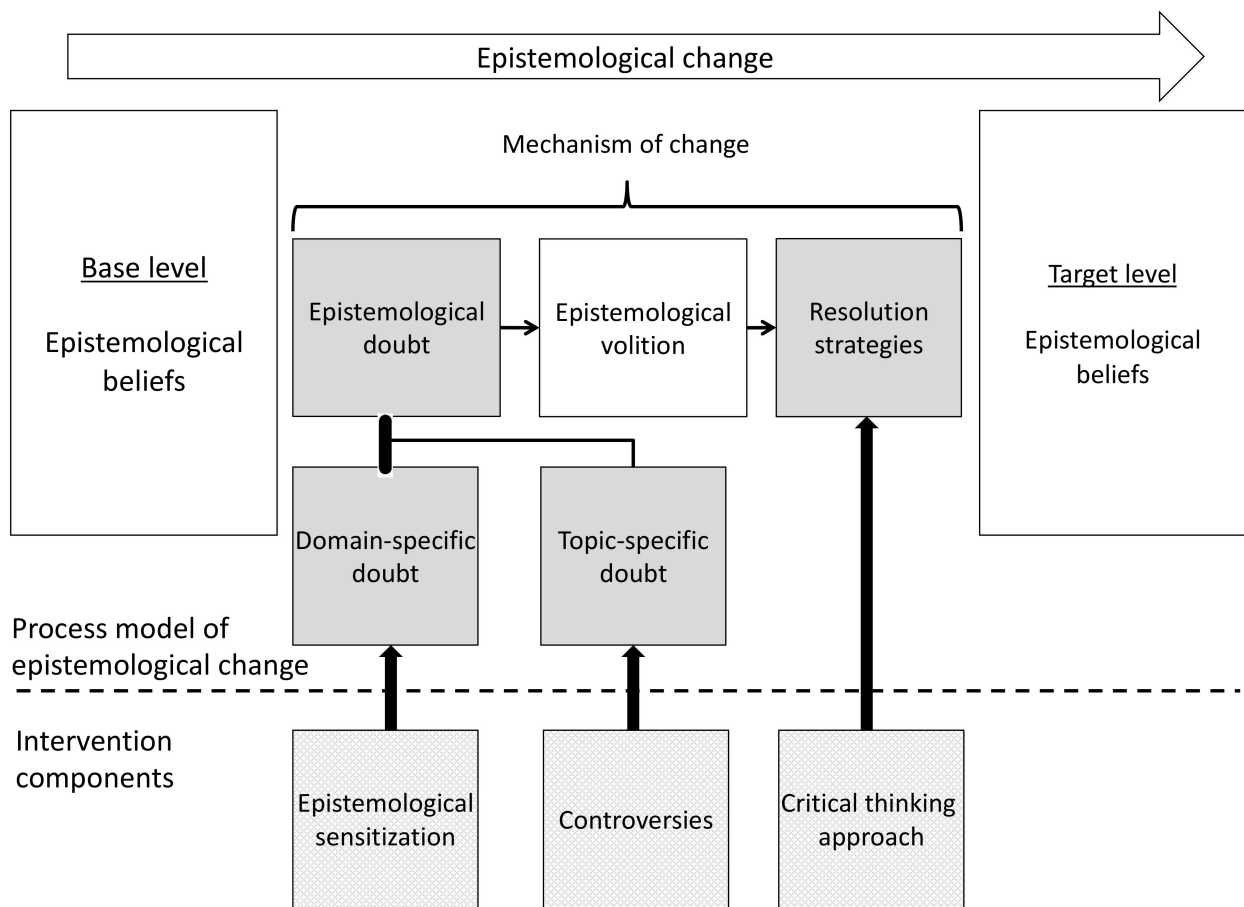 Epistemological change
Mechanism of change
Base level
Epistemological
beliefs
Epistemological
doubt
Epistemological
volition
Resolution
strategies
Target level
Epistemological
beliefs
Domain-specific
doubt
Topic-specific
doubt
Process model of
epistemological change
Intervention
components
Epistemological
sensitization
Controversies
Critical thinking
approach